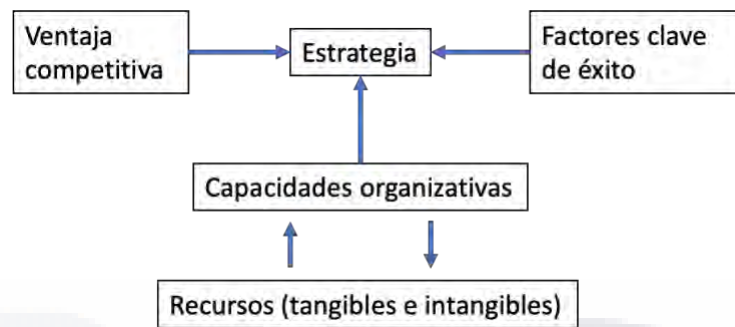 Ventaja
competitiva
Estrategia
Factores clave
de éxito
Capacidades organizativas
Recursos (tangibles e intangibles)